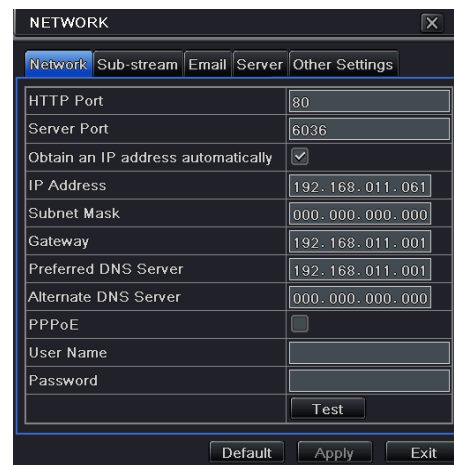 NETWORK
Network Sub-stream Email Server Other Settings
HTTP Port 80
Server Port 6036
Obtain an IP address automatically
IP Address 192.168.011.061
Subnet Mask 000.000.000.000
Gateway 192.168.011.001
Preferred DNS Server 192.168.011.001
Alternate DNS Server 000.000.000.000
PPPoE
User Name
Password
Test
Default Apply Exit